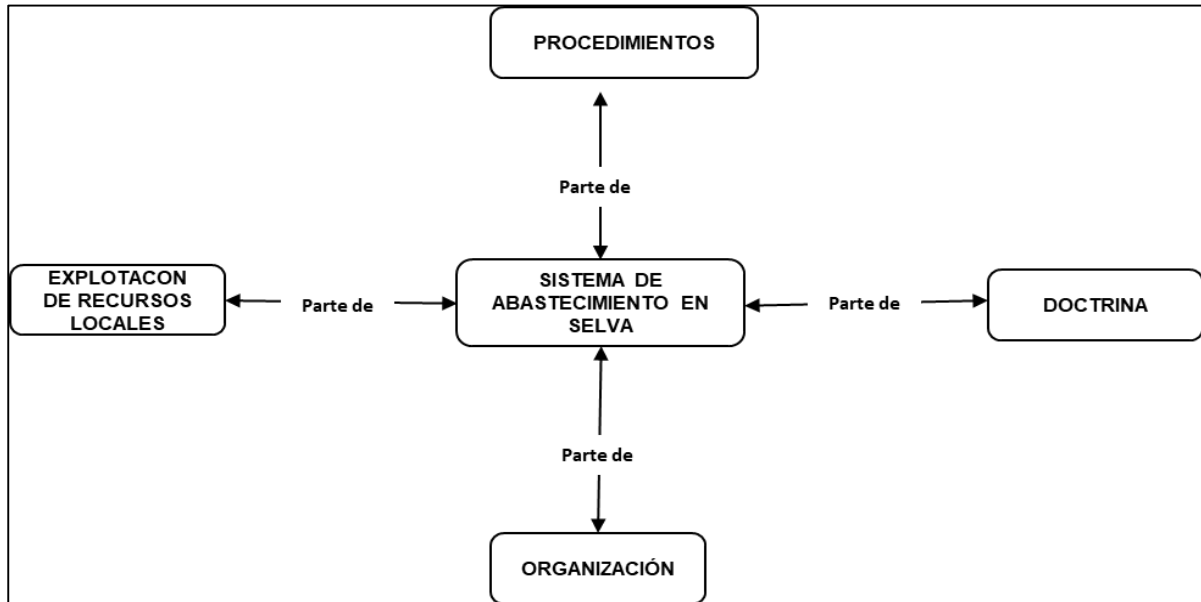 PROCEDIMIENTOS
Parte de
EXPLOTACON
DE RECURSOS
LOCALES
Parte de
SISTEMA DE
ABASTECIMIENTO EN
SELVA
Parte de
DOCTRINA
Parte de
ORGANIZACIÓN